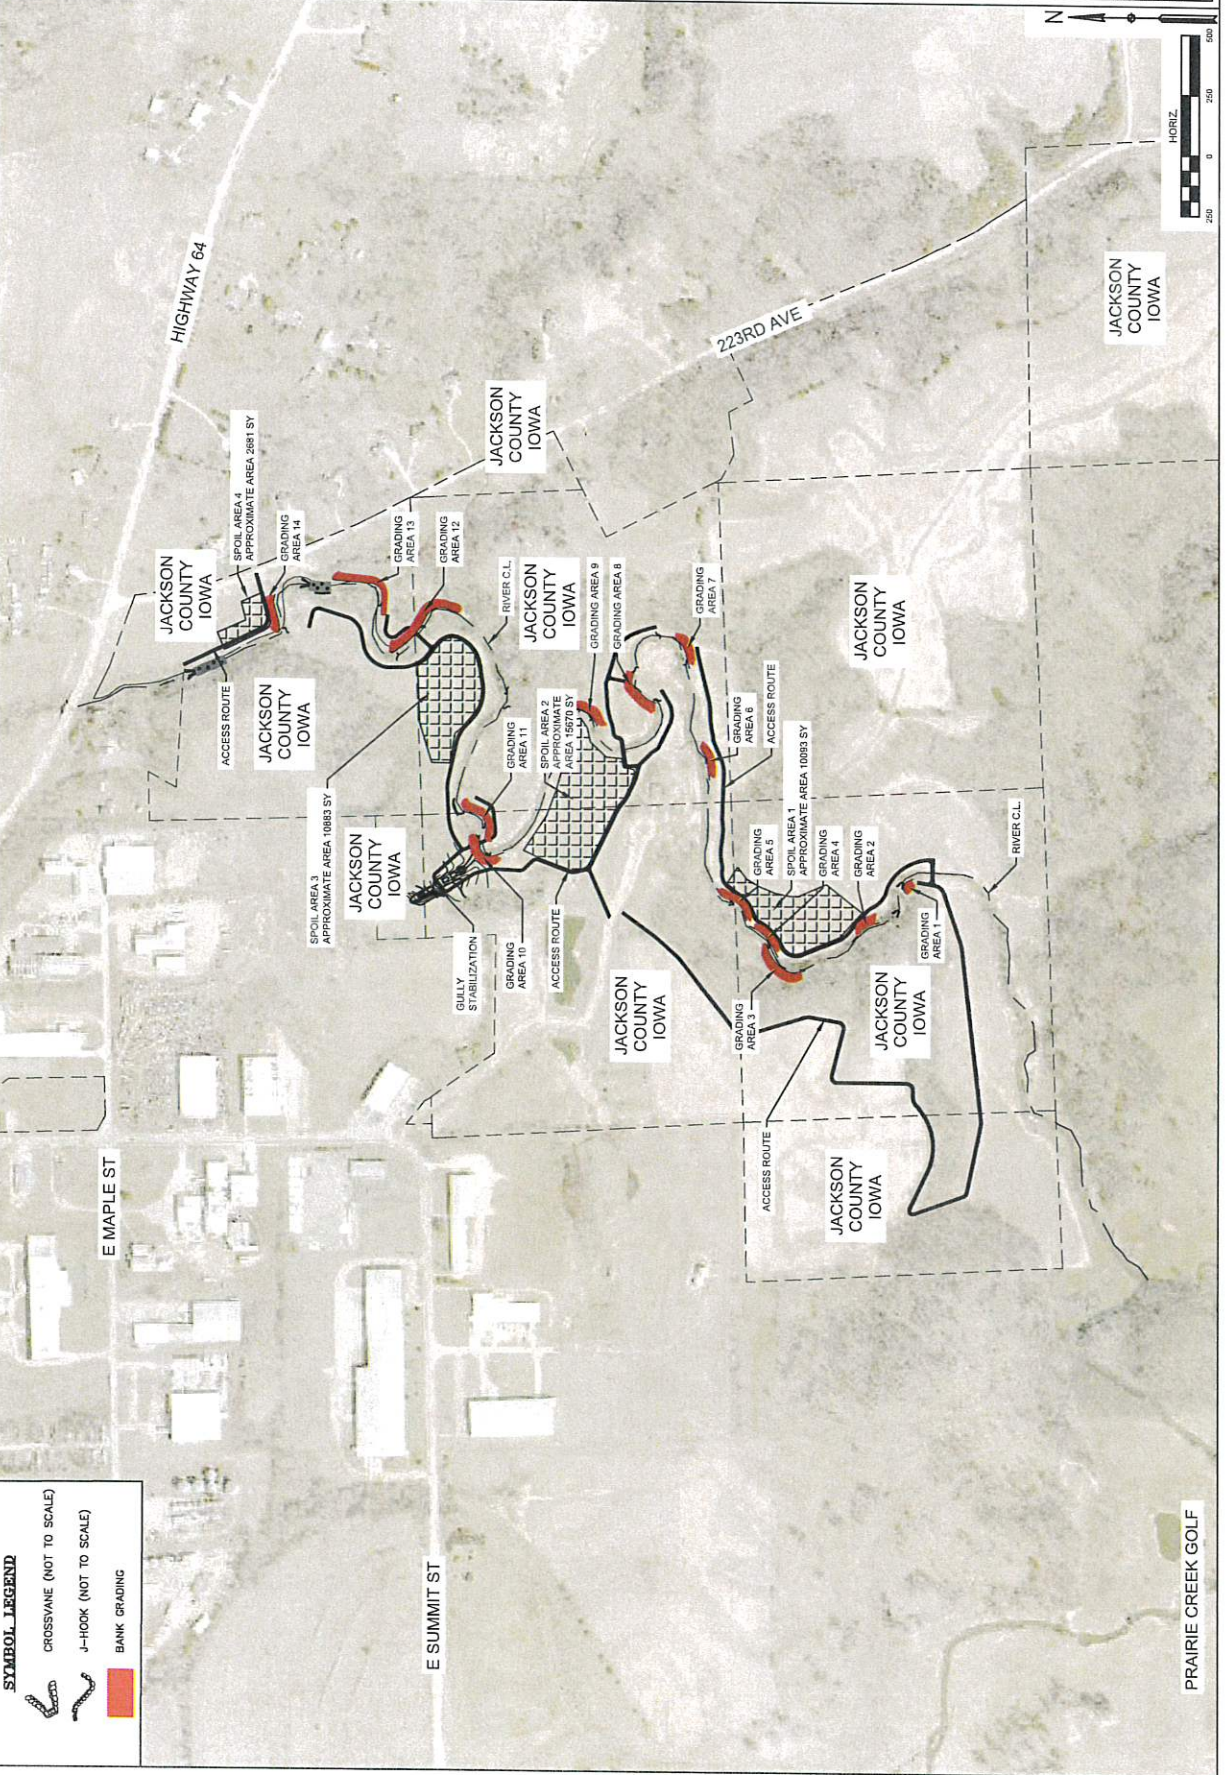 SYMBOL LEGEND
CROSSVANE (NOT TO SCALE)
J-HOOK (NOT TO SCALE)
BANK GRADING
E MAPLE ST
E SUMMIT ST
PRAIRIE CREEK GOLF
HIGHWAY 64
223RD AVE
N
HORIZ.
250
0
250
500
JACKSON
COUNTY
IOWA
SPOIL AREA 4
APPROXIMATE AREA 2681 SY
GRADING
AREA 14
ACCESS ROUTE
JACKSON
COUNTY
IOWA
GRADING
AREA 13
GRADING
AREA 12
JACKSON
COUNTY
IOWA
RIVER C.L.
SPOIL AREA 3
APPROXIMATE AREA 10883 SY
JACKSON
COUNTY
IOWA
GULLY
STABILIZATION
GRADING
AREA 10
GRADING
AREA 11
SPOIL AREA 2
APPROXIMATE
AREA 15670 SY
ACCESS ROUTE
JACKSON
COUNTY
IOWA
GRADING AREA 9
GRADING AREA 8
GRADING
AREA 7
JACKSON
COUNTY
IOWA
GRADING
AREA 6
ACCESS ROUTE
JACKSON
COUNTY
IOWA
GRADING
AREA 3
GRADING
AREA 5
SPOIL AREA 1
APPROXIMATE AREA 10093 SY
GRADING
AREA 4
GRADING
AREA 2
ACCESS ROUTE
JACKSON
COUNTY
IOWA
JACKSON
COUNTY
IOWA
GRADING
AREA 1
RIVER C.L.
JACKSON
COUNTY
IOWA